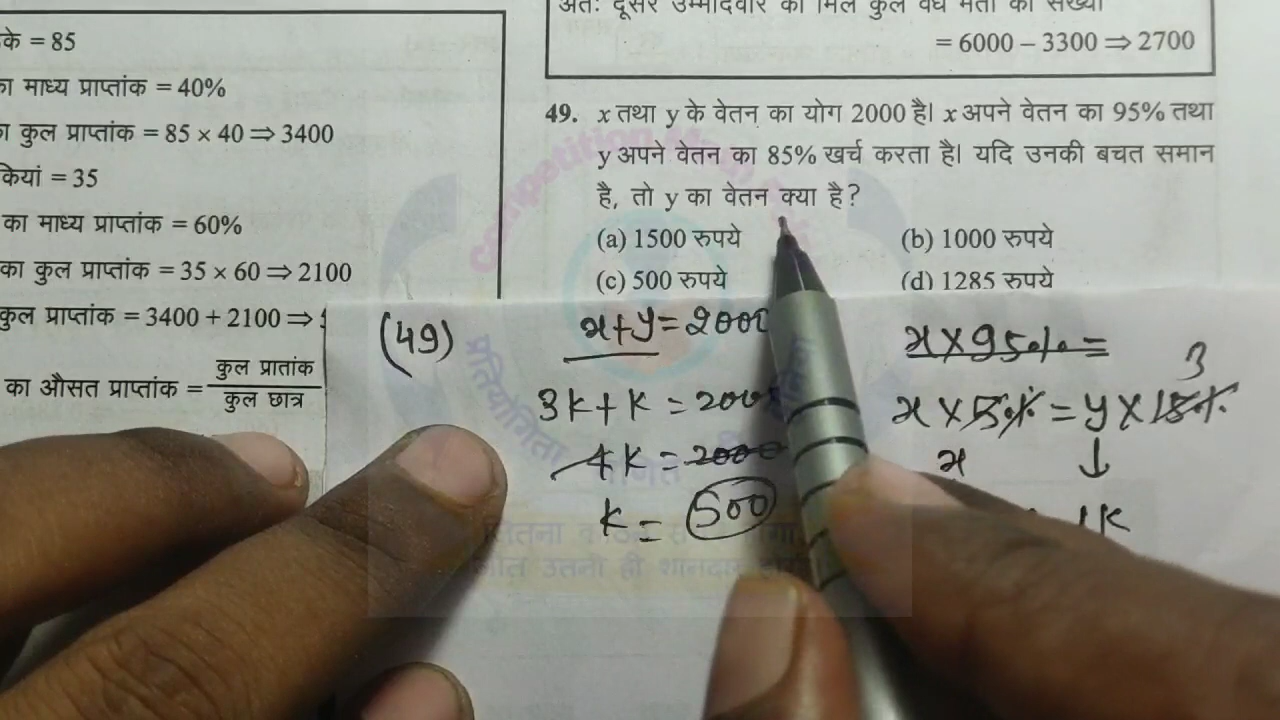 के = 85
का माध्य प्राप्तांक = 40%
का कुल प्राप्तांक = 85 × 40 ⇒ 3400
कियां = 35
का माध्य प्राप्तांक = 60%
का कुल प्राप्तांक = 35 × 60 ⇒ 2100
कुल प्राप्तांक = 3400 + 2100 ⇒
का औसत प्राप्तांक = कुल प्रातांक
कुल छात्र
अतः दूसरे उम्मीदवार को मिले कुल वैध मतों की संख्या
= 6000 – 3300 ⇒ 2700
49. x तथा y के वेतन का योग 2000 है। x अपने वेतन का 95% तथा
y अपने वेतन का 85% खर्च करता है। यदि उनकी बचत समान
है, तो y का वेतन क्या है?
(a) 1500 रुपये (b) 1000 रुपये
(c) 500 रुपये (d) 1285 रुपये
(49) x+y=2000
3k+k = 2000
4k = 2000
k = 500
x×95% =
3
x×5% = y×15%
x ↓
1k
प्रतियोगिता